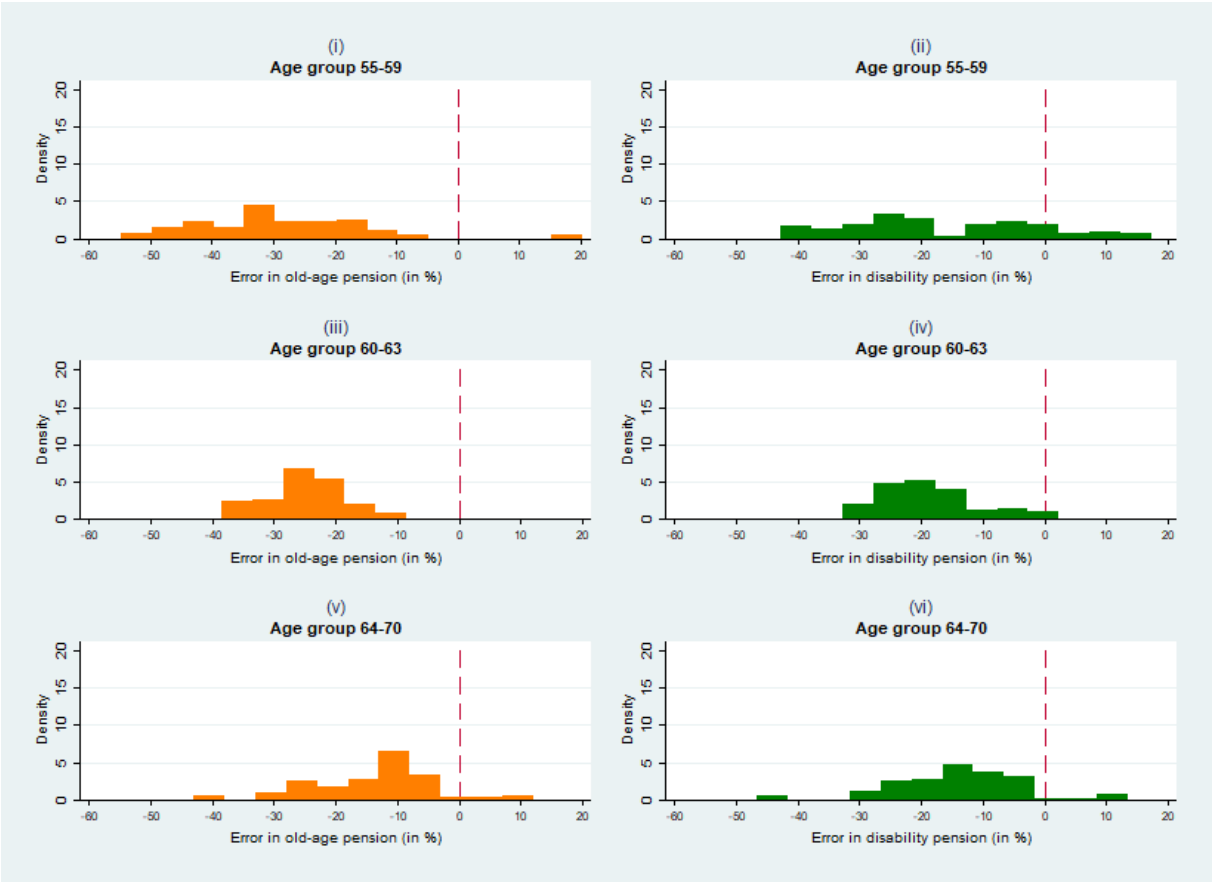 (i)
Age group 55-59
Density
20
15
10
5
0
-60 -50 -40 -30 -20 -10 0 10 20
Error in old-age pension (in %)
(ii)
Age group 55-59
Density
20
15
10
5
0
-60 -50 -40 -30 -20 -10 0 10 20
Error in disability pension (in %)
(iii)
Age group 60-63
Density
20
15
10
5
0
-60 -50 -40 -30 -20 -10 0 10 20
Error in old-age pension (in %)
(iv)
Age group 60-63
Density
20
15
10
5
0
-60 -50 -40 -30 -20 -10 0 10 20
Error in disability pension (in %)
(v)
Age group 64-70
Density
20
15
10
5
0
-60 -50 -40 -30 -20 -10 0 10 20
Error in old-age pension (in %)
(vi)
Age group 64-70
Density
20
15
10
5
0
-60 -50 -40 -30 -20 -10 0 10 20
Error in disability pension (in %)